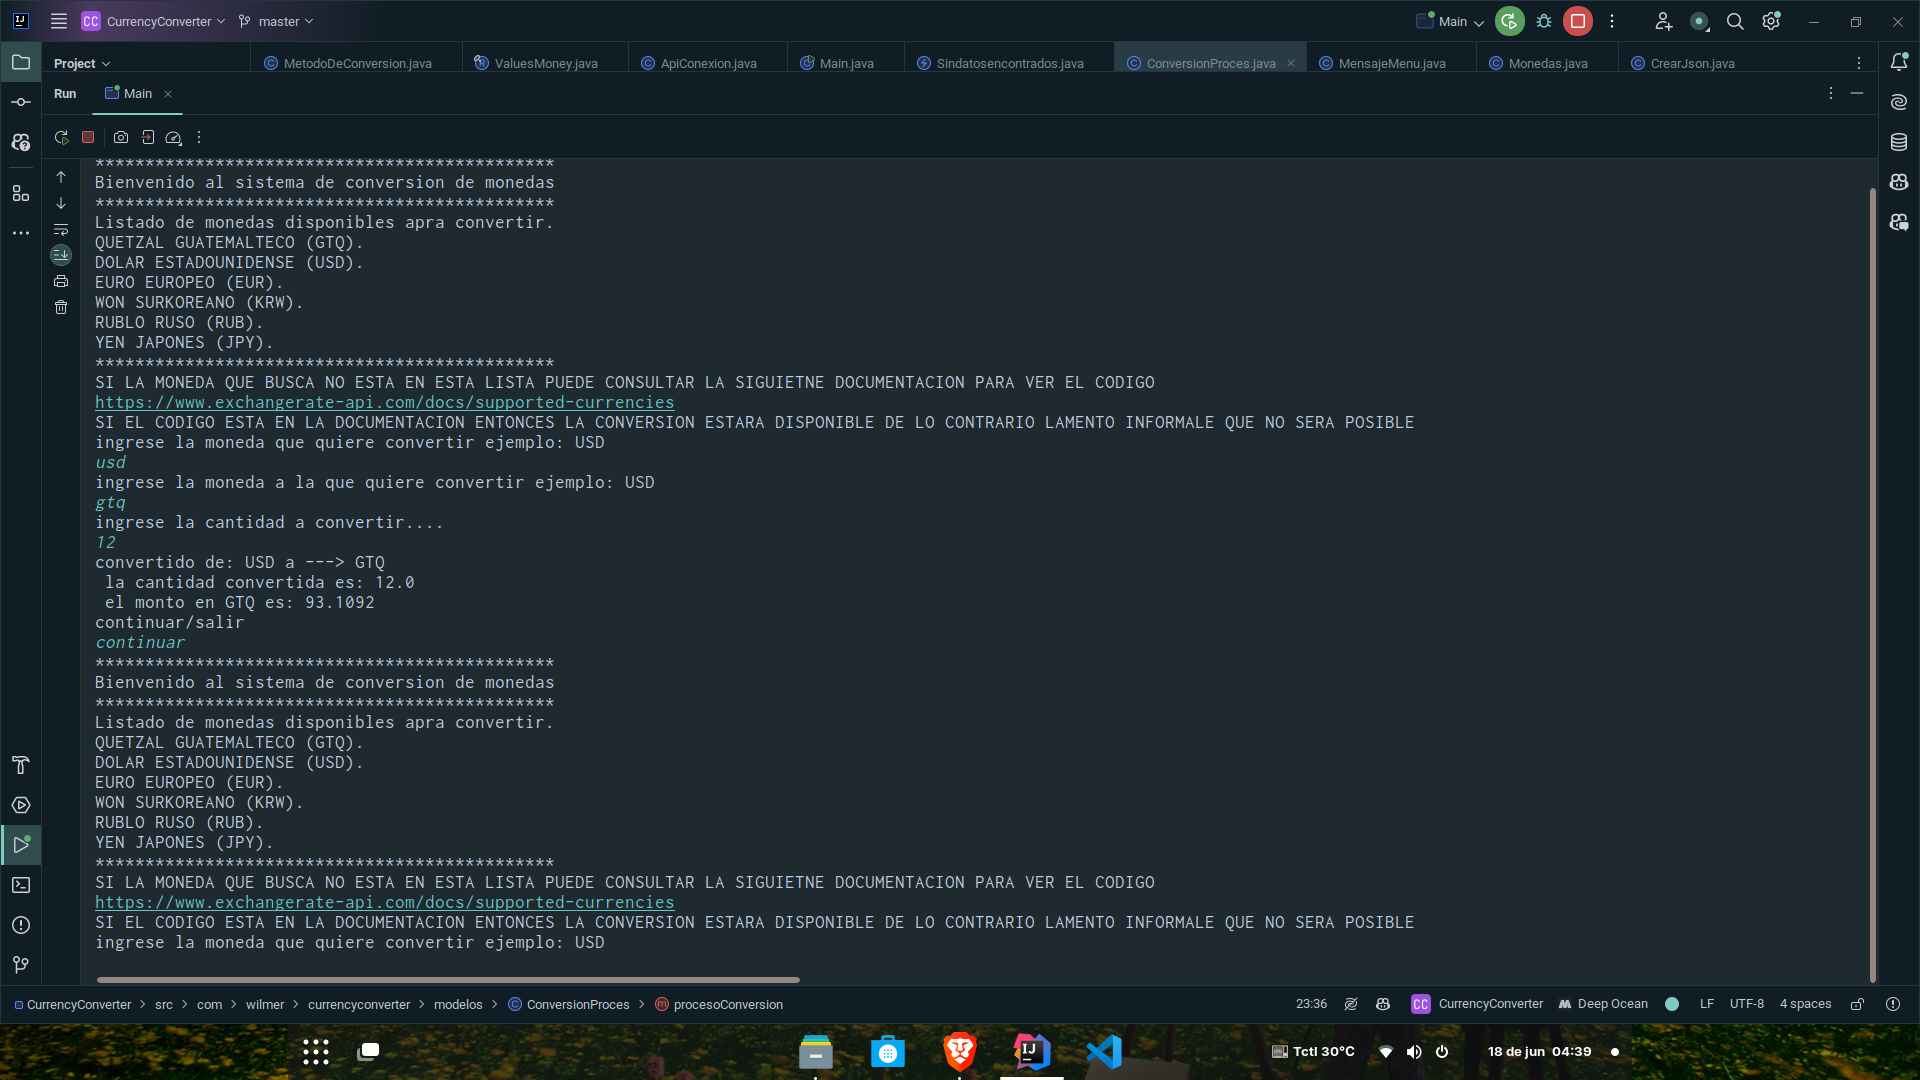 CC CurrencyConverter master Main
Project MetodoDeConversion.java ValuesMoney.java ApiConexion.java Main.java Sindatosencontrados.java ConversionProces.java MensajeMenu.java Monedas.java CrearJson.java
Run Main
**********************************************
Bienvenido al sistema de conversion de monedas
**********************************************
Listado de monedas disponibles apra convertir.
QUETZAL GUATEMALTECO (GTQ).
DOLAR ESTADOUNIDENSE (USD).
EURO EUROPEO (EUR).
WON SURKOREANO (KRW).
RUBLO RUSO (RUB).
YEN JAPONES (JPY).
**********************************************
SI LA MONEDA QUE BUSCA NO ESTA EN ESTA LISTA PUEDE CONSULTAR LA SIGUIETNE DOCUMENTACION PARA VER EL CODIGO
https://www.exchangerate-api.com/docs/supported-currencies
SI EL CODIGO ESTA EN LA DOCUMENTACION ENTONCES LA CONVERSION ESTARA DISPONIBLE DE LO CONTRARIO LAMENTO INFORMALE QUE NO SERA POSIBLE
ingrese la moneda que quiere convertir ejemplo: USD
usd
ingrese la moneda a la que quiere convertir ejemplo: USD
gtq
ingrese la cantidad a convertir....
12
convertido de: USD a ---> GTQ
la cantidad convertida es: 12.0
el monto en GTQ es: 93.1092
continuar/salir
continuar
**********************************************
Bienvenido al sistema de conversion de monedas
**********************************************
Listado de monedas disponibles apra convertir.
QUETZAL GUATEMALTECO (GTQ).
DOLAR ESTADOUNIDENSE (USD).
EURO EUROPEO (EUR).
WON SURKOREANO (KRW).
RUBLO RUSO (RUB).
YEN JAPONES (JPY).
**********************************************
SI LA MONEDA QUE BUSCA NO ESTA EN ESTA LISTA PUEDE CONSULTAR LA SIGUIETNE DOCUMENTACION PARA VER EL CODIGO
https://www.exchangerate-api.com/docs/supported-currencies
SI EL CODIGO ESTA EN LA DOCUMENTACION ENTONCES LA CONVERSION ESTARA DISPONIBLE DE LO CONTRARIO LAMENTO INFORMALE QUE NO SERA POSIBLE
ingrese la moneda que quiere convertir ejemplo: USD
CurrencyConverter > src > com > wilmer > currencyconverter > modelos > ConversionProces > procesoConversion 23:36 CC CurrencyConverter Deep Ocean LF UTF-8 4 spaces
Tctl 30°C 18 de jun 04:39